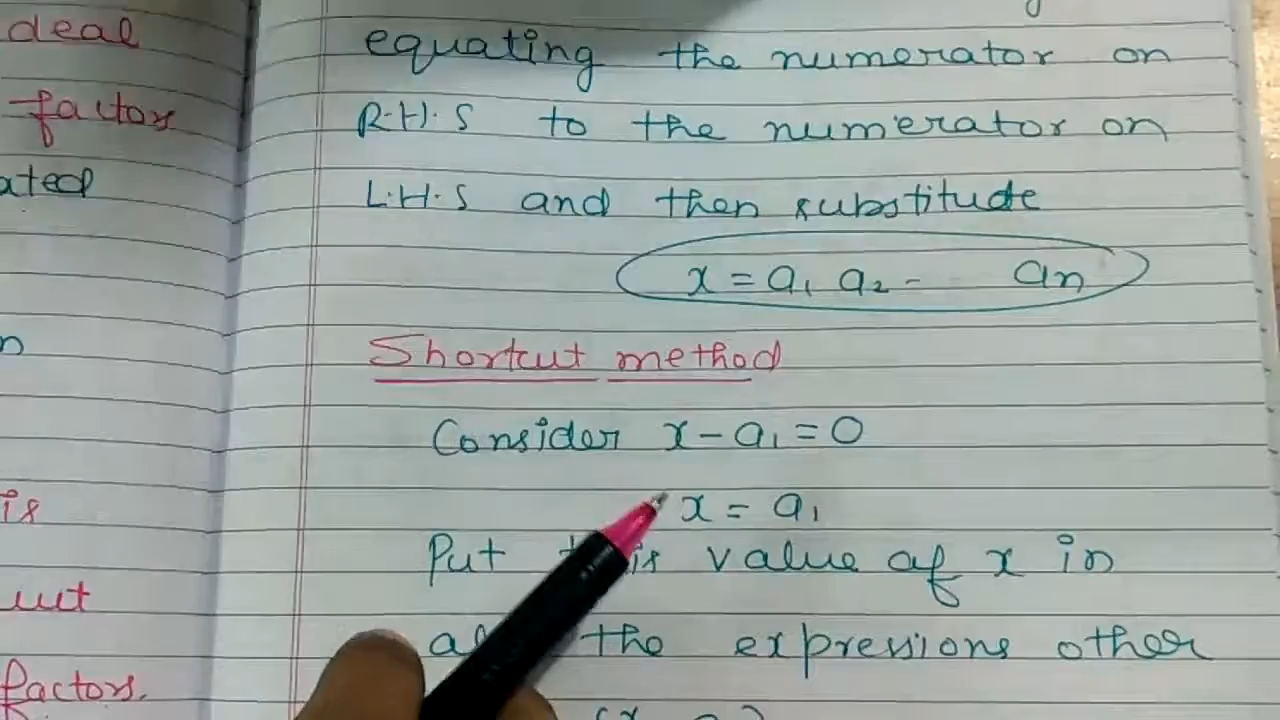 deal
factor
ated
n
is
uct
factors.
equating the numerator on
R.H.S to the numerator on
L.H.S and then substitude
x = a₁ a₂ - an
Shortcut method
Consider x - a₁ = 0
x = a₁
Put value of x in
the expressions other